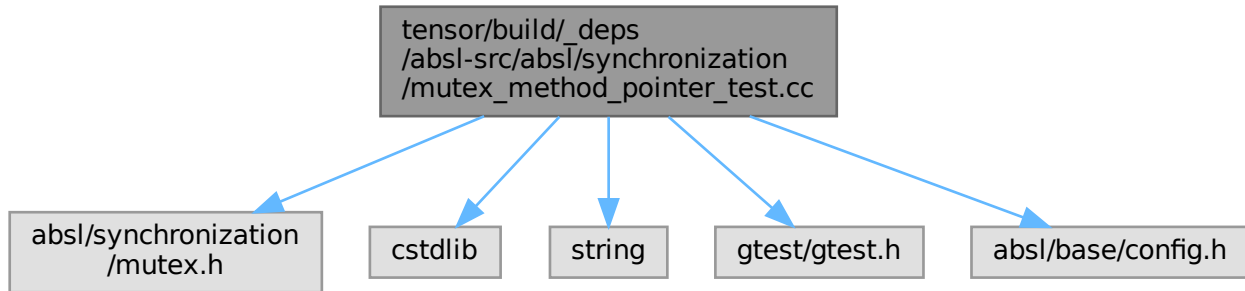 tensor/build/_deps
/absl-src/absl/synchronization
/mutex_method_pointer_test.cc
absl/synchronization
/mutex.h
cstdlib
string
gtest/gtest.h
absl/base/config.h